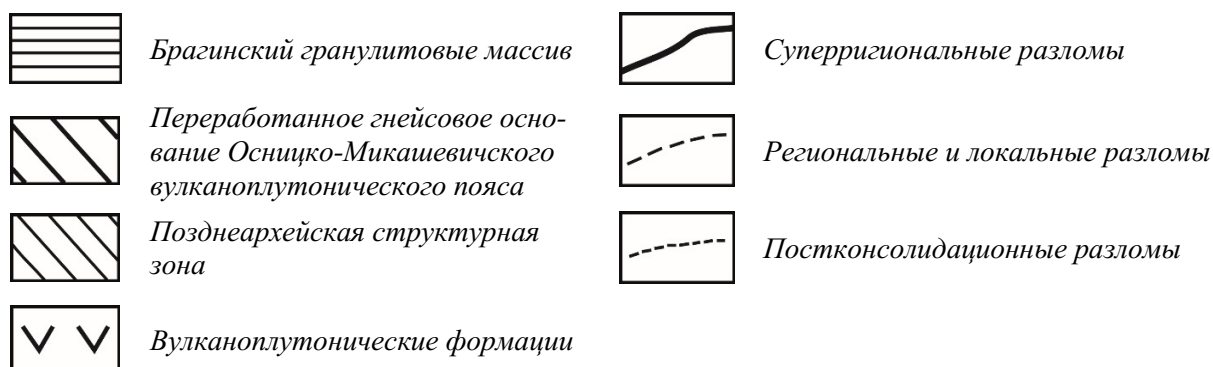 Брагинский гранулитовые массив
Переработанное гнейсовое осно-
вание Осницко-Микашевичского
вулканоплутонического пояса
Позднеархейская структурная
зона
Вулканоплутонические формации
Суперригиональные разломы
Региональные и локальные разломы
Постконсолидационные разломы